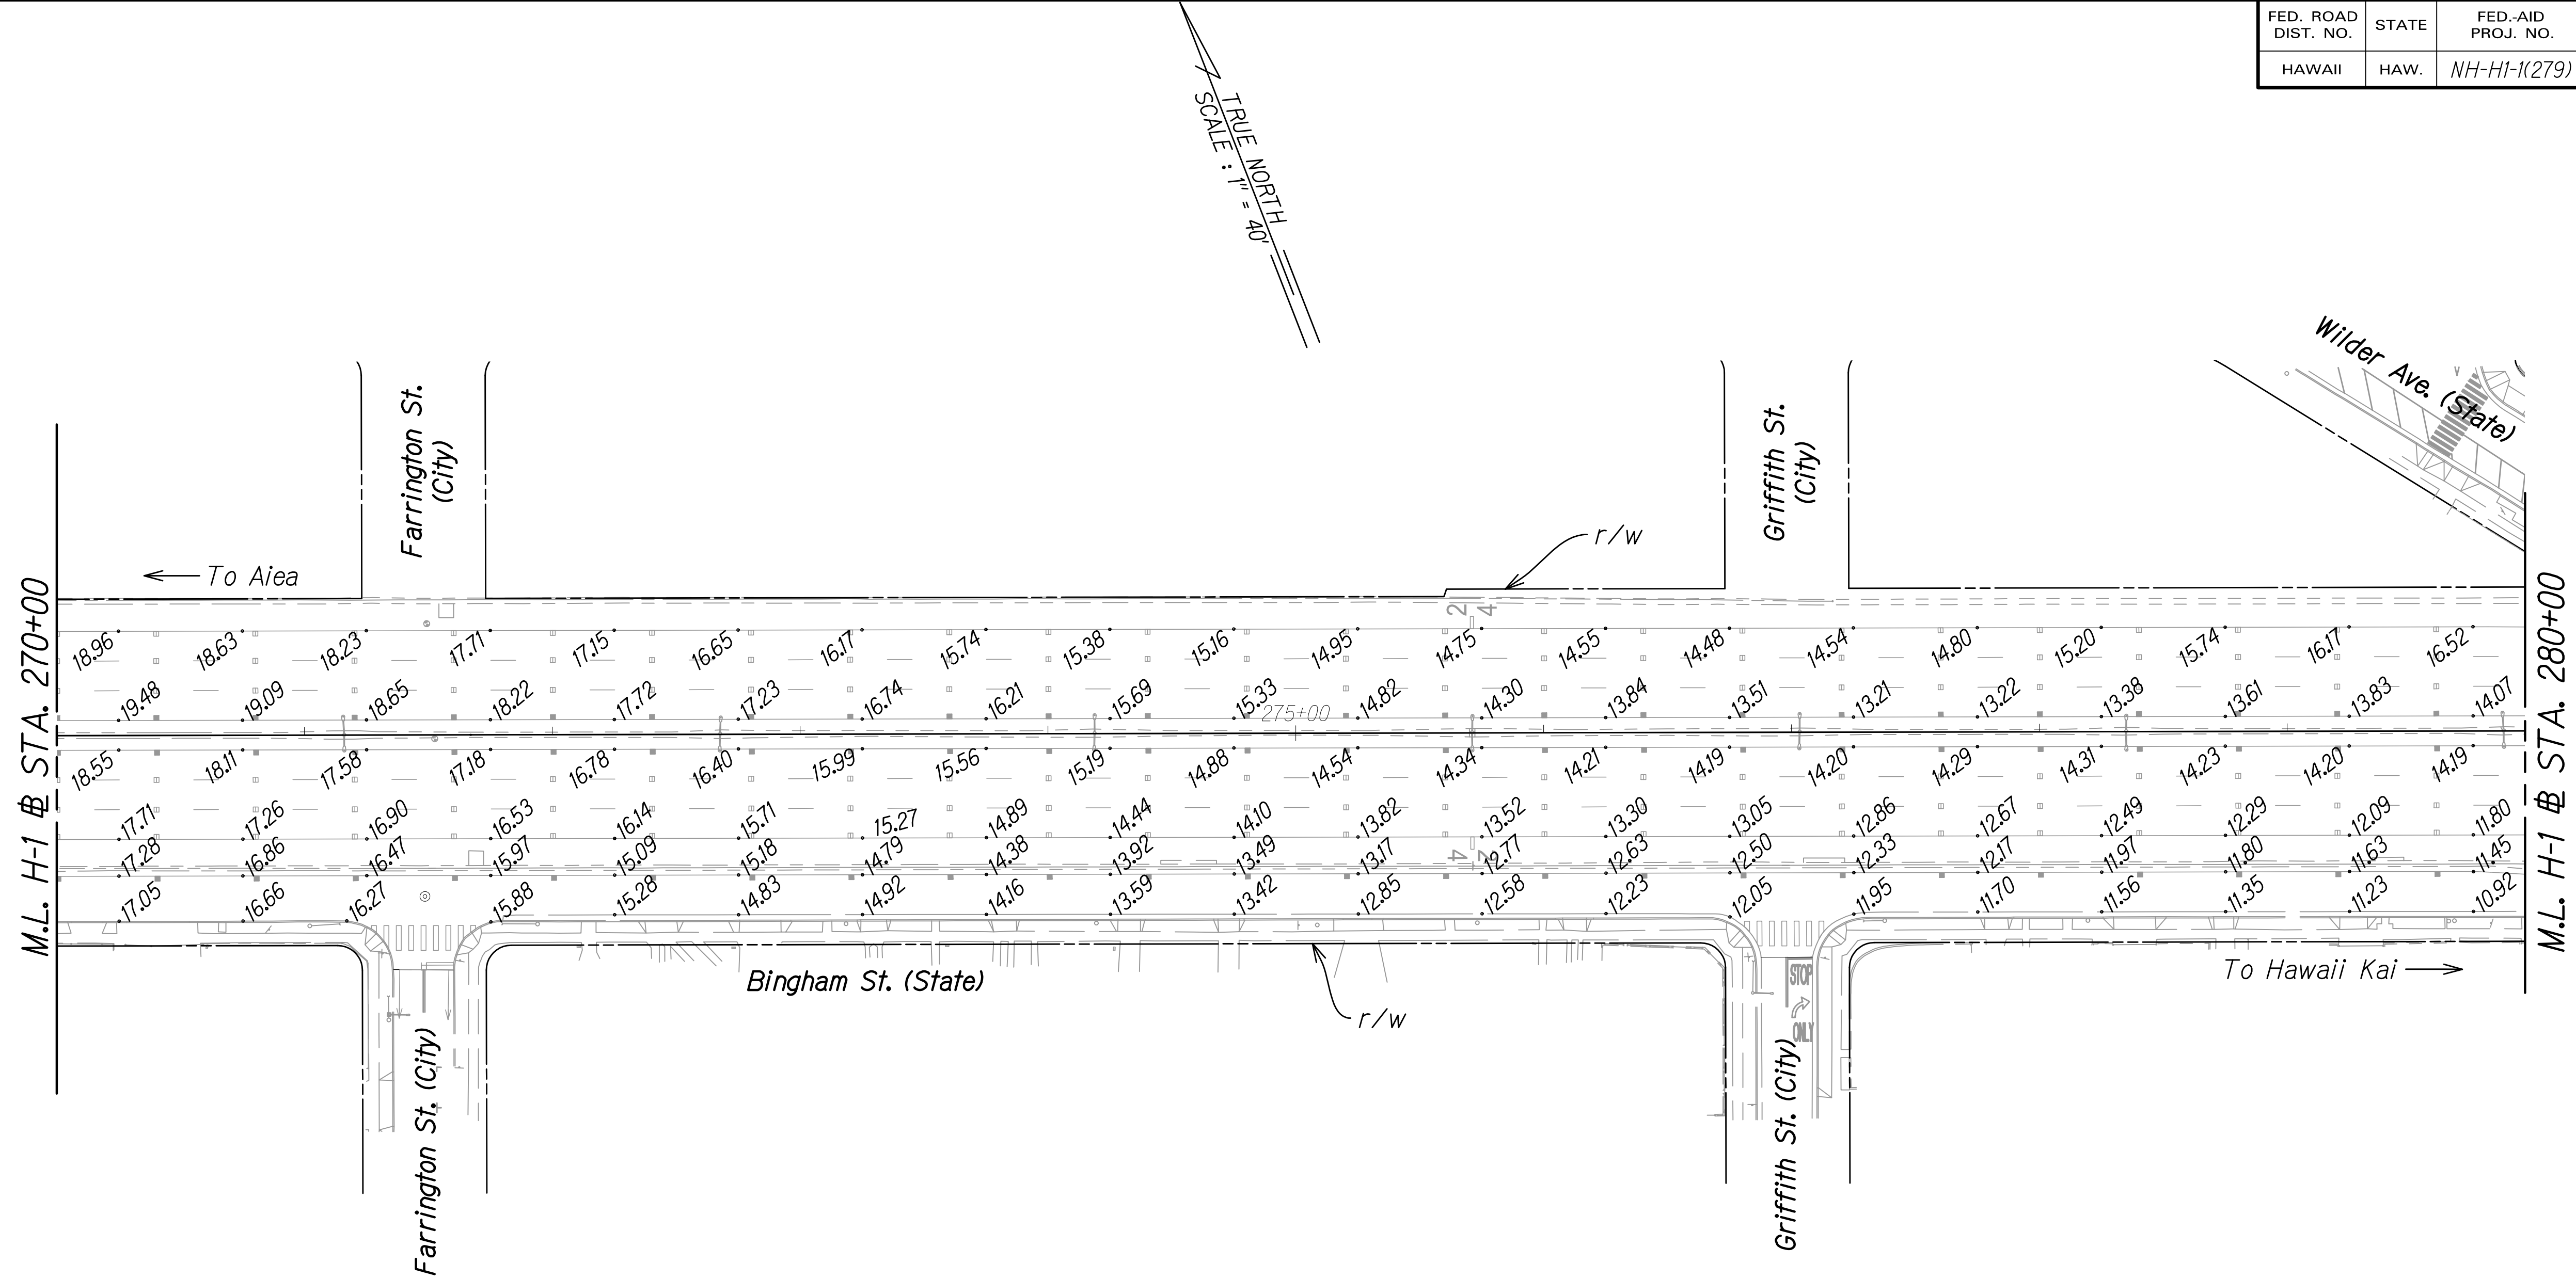 FED. ROAD DIST. NO. STATE FED.-AID PROJ. NO.
HAWAII HAW. NH-H1-1(279)
TRUE NORTH
SCALE : 1" = 40'
Wilder Ave. (State)
Farrington St.
(City)
Griffith St.
(City)
r/w
To Aiea
M.L. H-1 ℄ STA. 270+00
M.L. H-1 ℄ STA. 280+00
2 4
18.96 18.63 18.23 17.71 17.15 16.65 16.17 15.74 15.38 15.16 14.95 14.75 14.55 14.48 14.54 14.80 15.20 15.74 16.17 16.52
19.48 19.09 18.65 18.22 17.72 17.23 16.74 16.21 15.69 15.33 14.82 14.30 13.84 13.51 13.21 13.22 13.38 13.61 13.83 14.07
275+00
18.55 18.11 17.58 17.18 16.78 16.40 15.99 15.56 15.19 14.88 14.54 14.34 14.21 14.19 14.20 14.29 14.31 14.23 14.20 14.19
17.71 17.26 16.90 16.53 16.14 15.71 15.27 14.89 14.44 14.10 13.82 13.52 13.30 13.05 12.86 12.67 12.49 12.29 12.09 11.80
17.28 16.86 16.47 15.97 15.09 15.18 14.79 14.38 13.92 13.49 13.17 12.77 12.63 12.50 12.33 12.17 11.97 11.80 11.63 11.45
4 2
17.05 16.66 16.27 15.88 15.28 14.83 14.92 14.16 13.59 13.42 12.85 12.58 12.23 12.05 11.95 11.70 11.56 11.35 11.23 10.92
Bingham St. (State)
r/w
To Hawaii Kai
STOP
ONLY
Farrington St. (City)
Griffith St. (City)